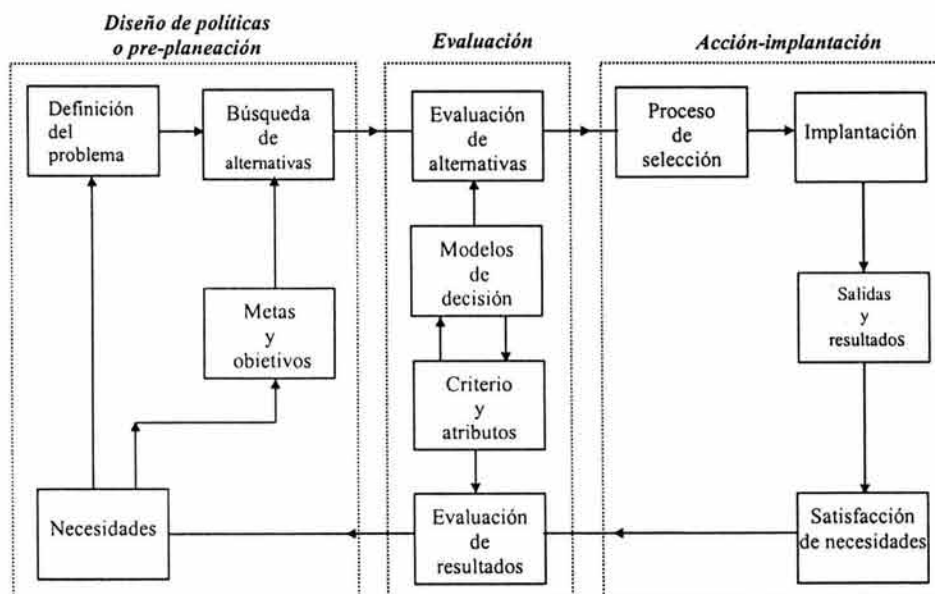 Diseño de políticas
o pre-planeación
Evaluación
Acción-implantación
Definición
del
problema
Búsqueda
de
alternativas
Evaluación
de
alternativas
Proceso
de
selección
Implantación
Modelos
de
decisión
Metas
y
obietivos
Salidas
y
resultados
Criterio
y
atributos
Necesidades
Evaluación
de
resultados
Satisfacción
de necesidades